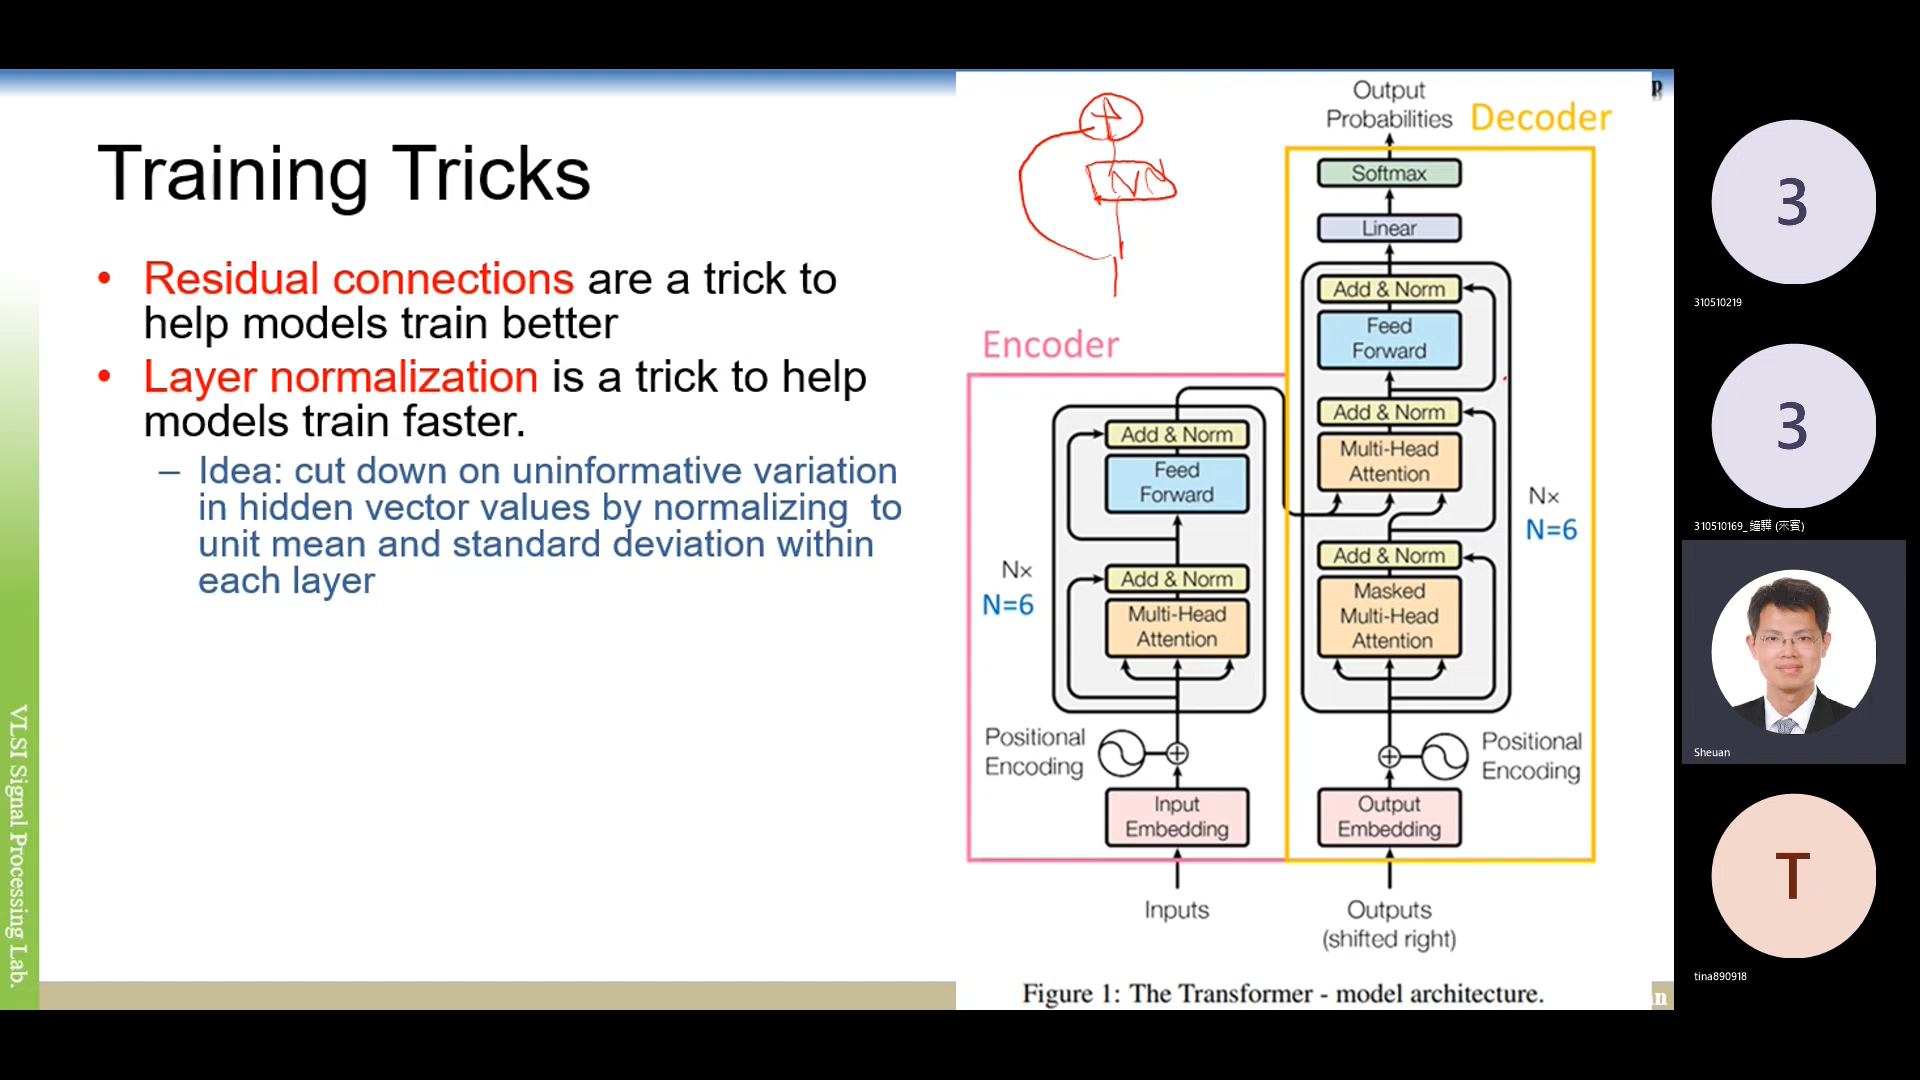 Training Tricks
• Residual connections are a trick to
help models train better
• Layer normalization is a trick to help
models train faster.
– Idea: cut down on uninformative variation
in hidden vector values by normalizing to
unit mean and standard deviation within
each layer
VLSI Signal Processing Lab.
NN
Output
Probabilities
Decoder
Softmax
Linear
Add & Norm
Feed
Forward
Add & Norm
Multi-Head
Attention
Add & Norm
Masked
Multi-Head
Attention
Nx
N=6
Positional
Encoding
Output
Embedding
Outputs
(shifted right)
Encoder
Add & Norm
Feed
Forward
Add & Norm
Multi-Head
Attention
Nx
N=6
Positional
Encoding
Input
Embedding
Inputs
Figure 1: The Transformer - model architecture.
p
an
3
310510219
3
Sheuan
T
tina890918